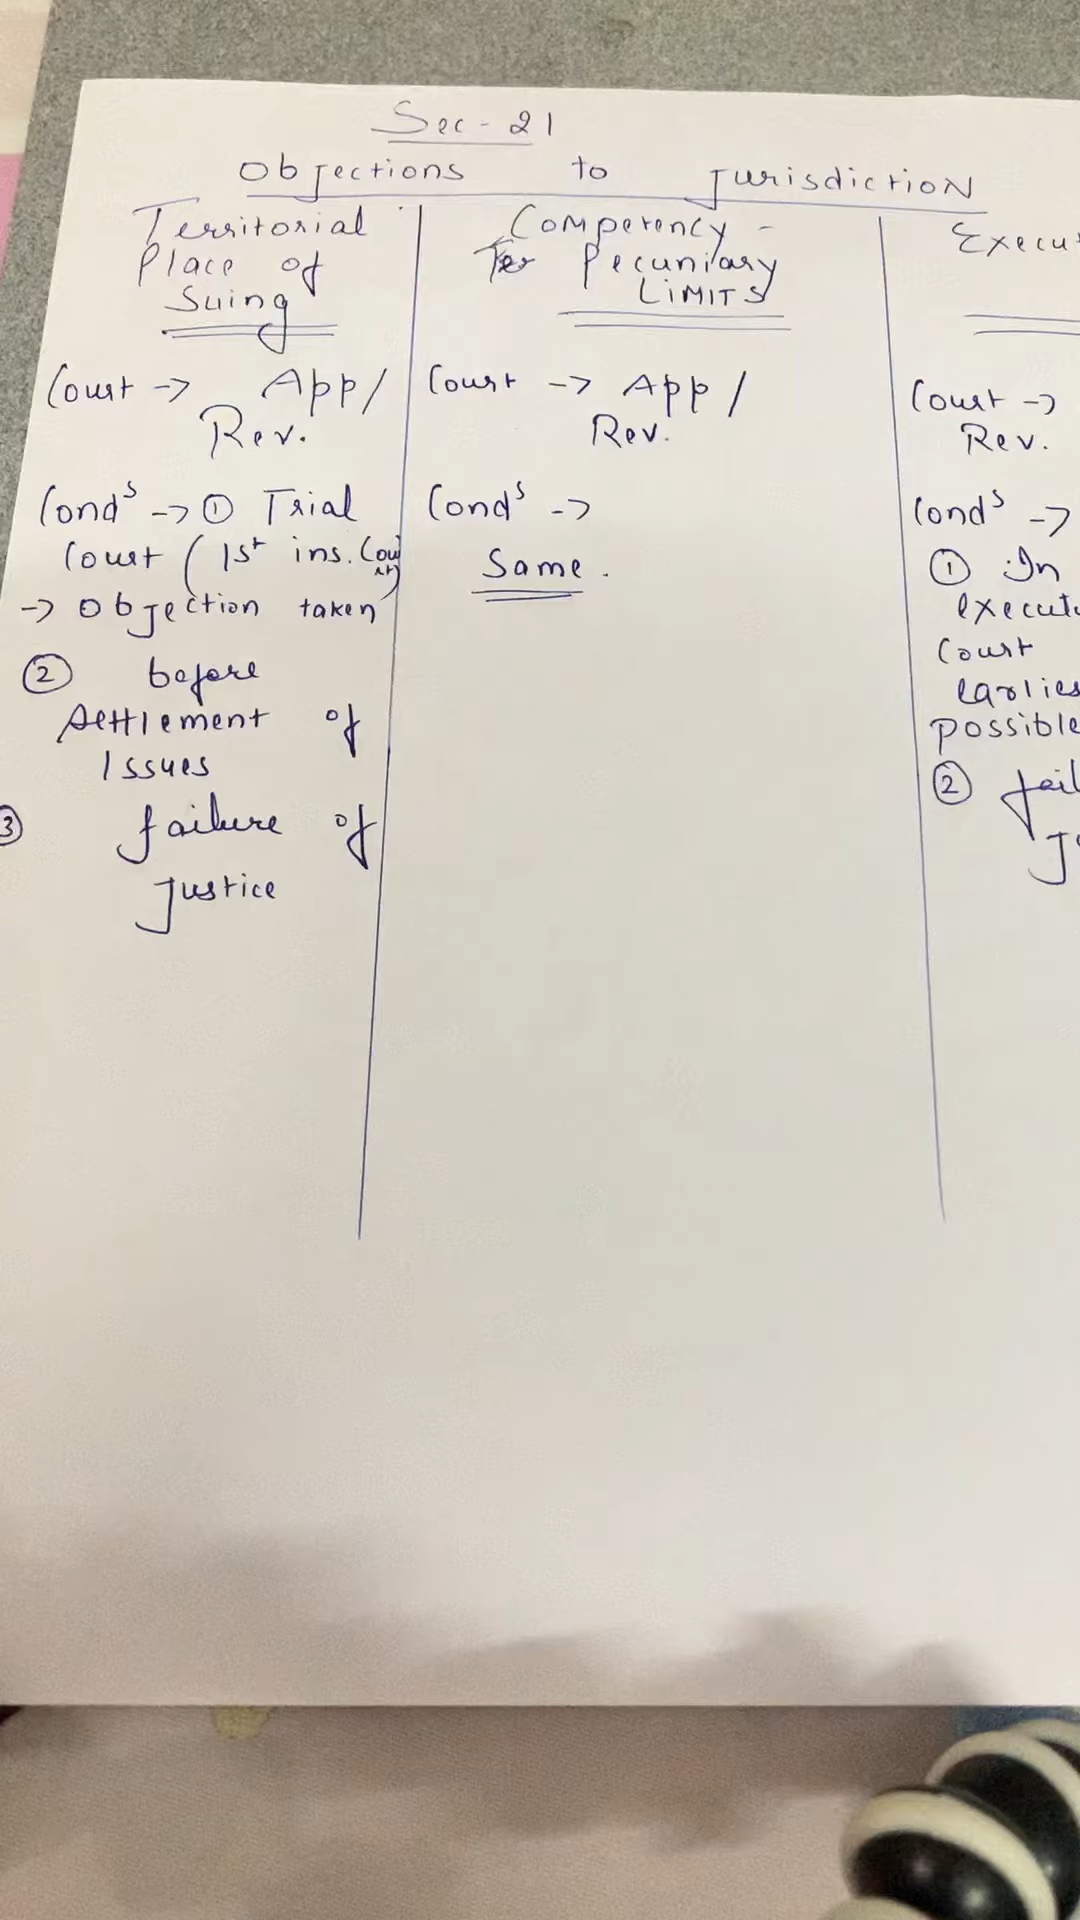 Sec - 21
Objections to Jurisdiction
Territorial
Place of
Suing
Court -> App/
Rev.
Cond^s -> ① Trial
Court (1st ins. Court)
-> Objection taken
② before
settlement of
Issues
③ failure of
Justice
Competency -
Pecuniary
LIMITS
Court -> App/
Rev.
Cond^s ->
Same.
Execu
Court ->
Rev.
Cond^s ->
① In
execut
Court
earlies
possible
② fail
J